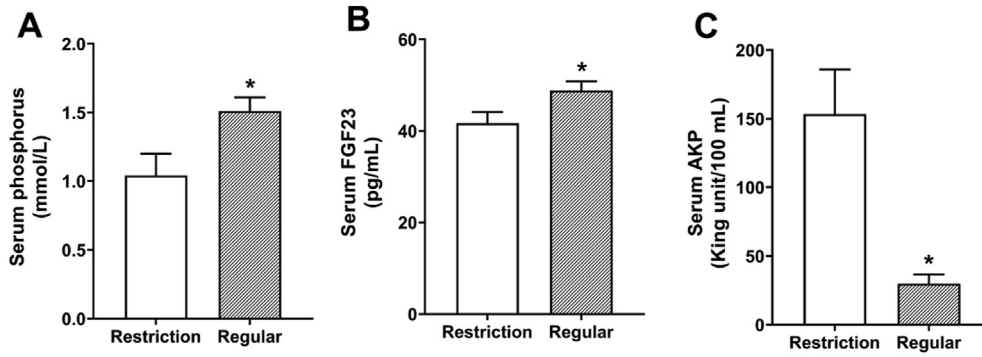 A
Serum phosphorus
(mmol/L)
2.0
1.5
1.0
0.5
0.0
*
Restriction Regular
B
Serum FGF23
(pg/mL)
60
40
20
0
*
Restriction Regular
C
Serum AKP
(King unit/100 mL)
200
150
100
50
0
*
Restriction Regular